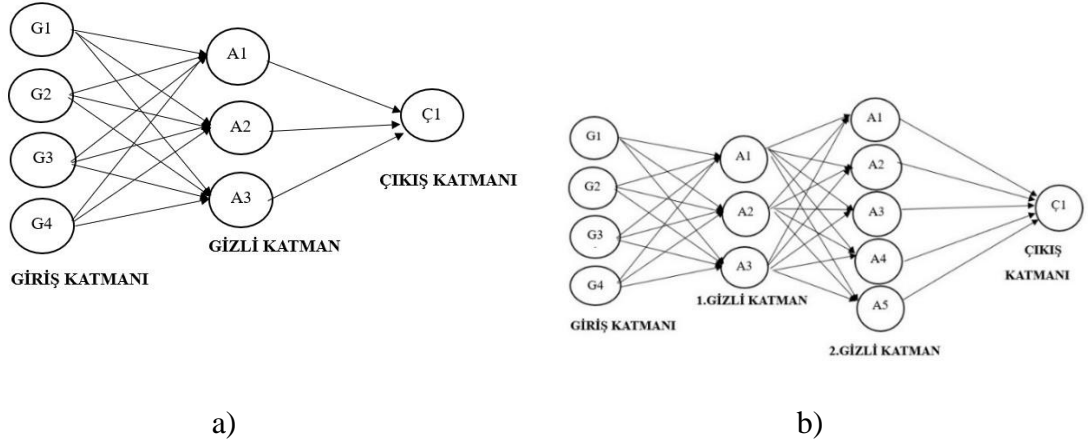 G1
G2
G3
G4
GİRİŞ KATMANI
A1
A2
A3
GİZLİ KATMAN
Ç1
ÇIKIŞ KATMANI
a)
G1
G2
G3
G4
GİRİŞ KATMANI
A1
A2
A3
1.GİZLİ KATMAN
A1
A2
A3
A4
A5
2.GİZLİ KATMAN
Ç1
ÇIKIŞ
KATMANI
b)